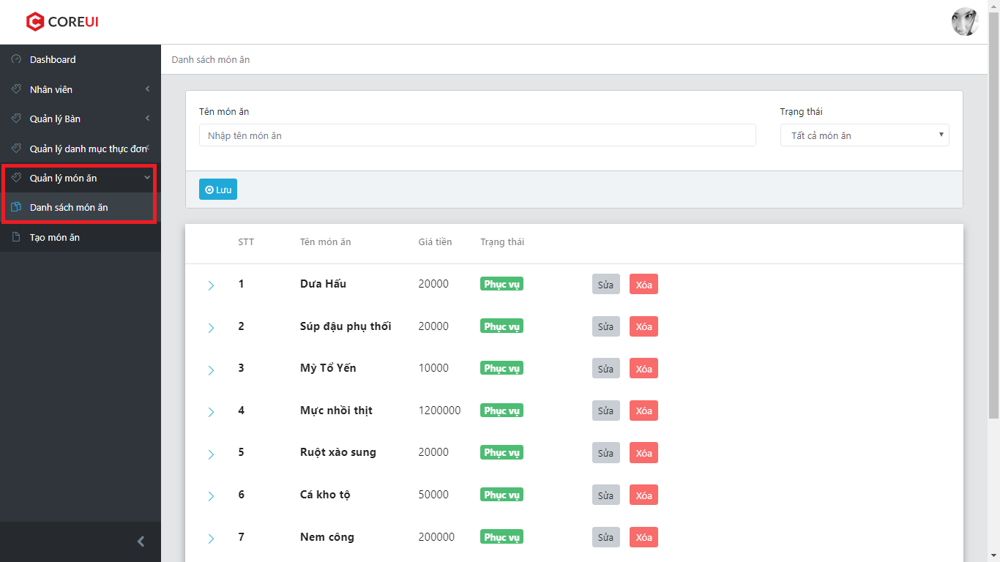 COREUI
Dashboard
Nhân viên
Quản lý Bàn
Quản lý danh mục thực đơn
Quản lý món ăn
Danh sách món ăn
Tạo món ăn
Danh sách món ăn
Tên món ăn Trạng thái
Nhập tên món ăn Tất cả món ăn
Lưu
STT Tên món ăn Giá tiền Trạng thái
1 Dưa Hấu 20000 Phục vụ Sửa Xóa
2 Súp đậu phụ thối 20000 Phục vụ Sửa Xóa
3 Mỳ Tổ Yến 10000 Phục vụ Sửa Xóa
4 Mực nhồi thịt 1200000 Phục vụ Sửa Xóa
5 Ruột xào sung 20000 Phục vụ Sửa Xóa
6 Cá kho tộ 50000 Phục vụ Sửa Xóa
7 Nem công 200000 Phục vụ Sửa Xóa